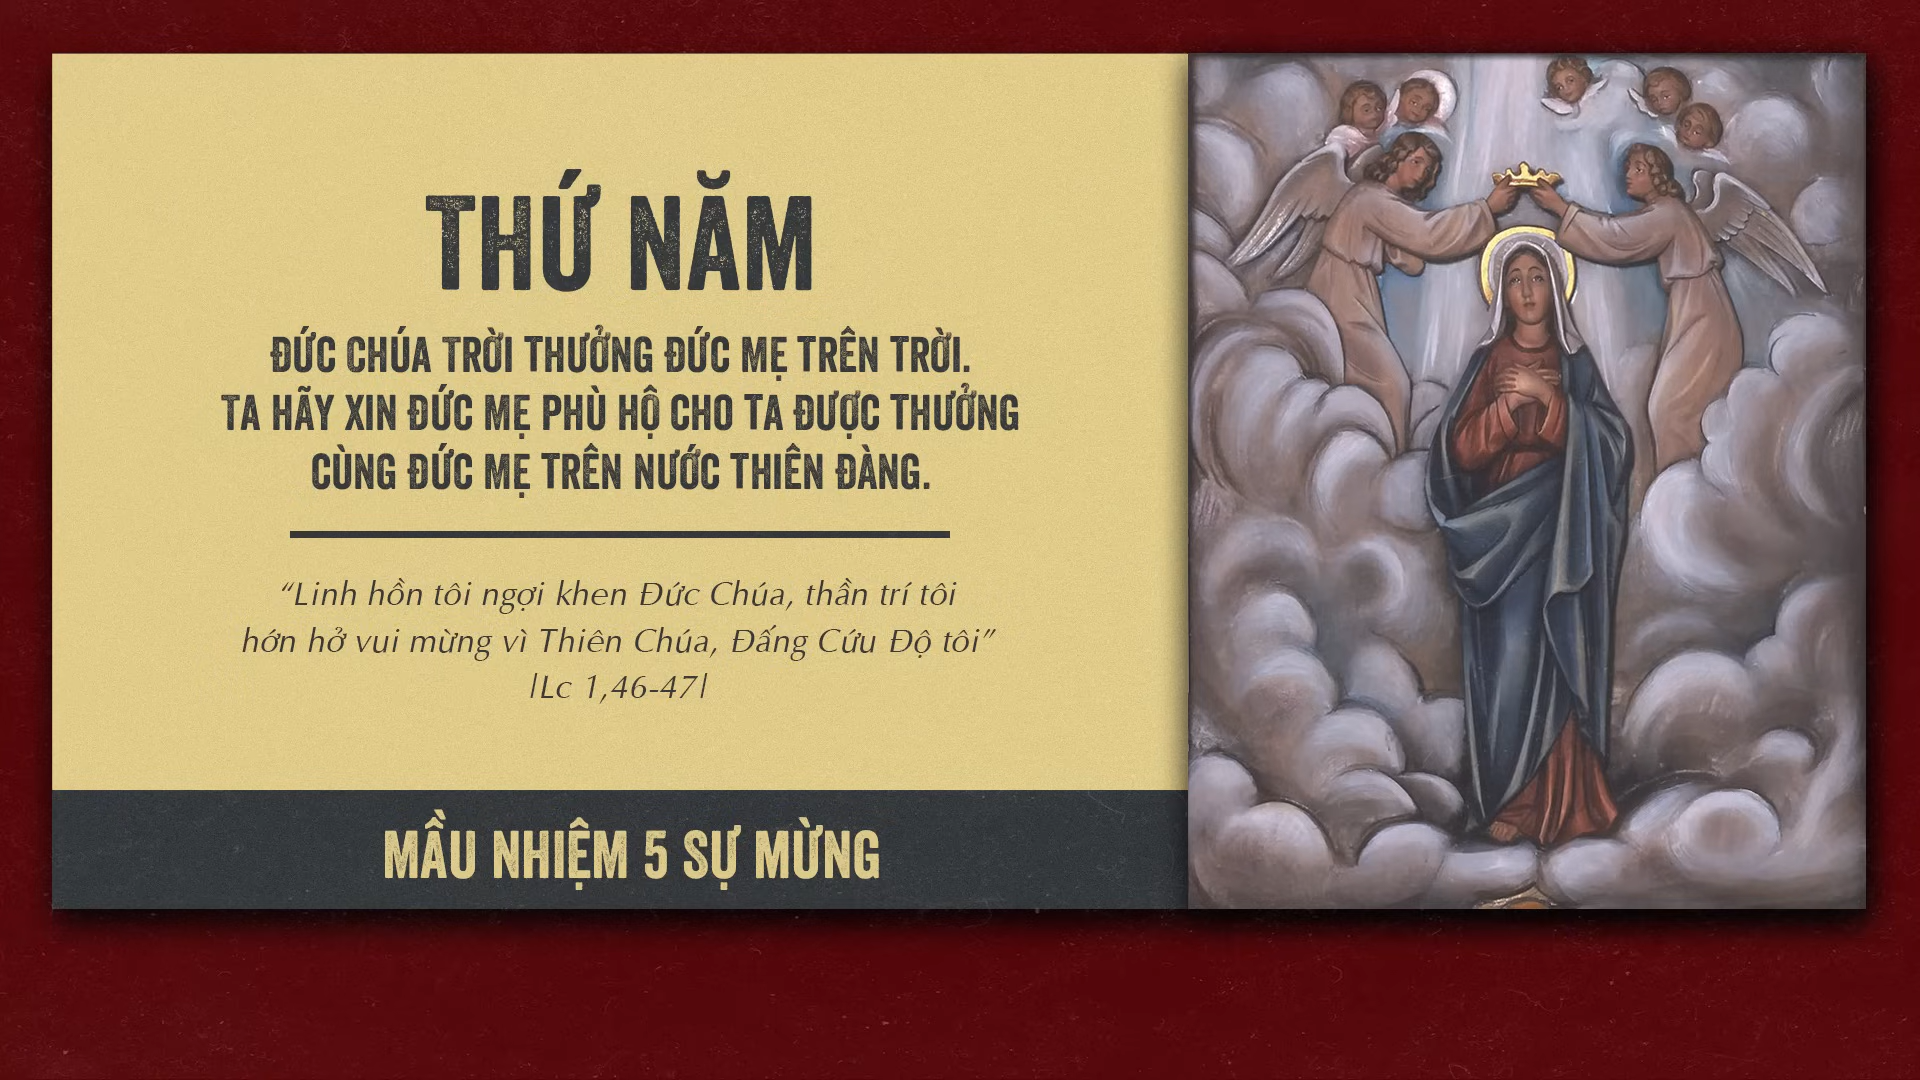 THỨ NĂM
ĐỨC CHÚA TRỜI THƯỞNG ĐỨC MẸ TRÊN TRỜI.
TA HÃY XIN ĐỨC MẸ PHÙ HỘ CHO TA ĐƯỢC THƯỞNG
CÙNG ĐỨC MẸ TRÊN NƯỚC THIÊN ĐÀNG.
“Linh hồn tôi ngợi khen Đức Chúa, thần trí tôi
hớn hở vui mừng vì Thiên Chúa, Đấng Cứu Độ tôi”
|Lc 1,46-47|
MẦU NHIỆM 5 SỰ MỪNG